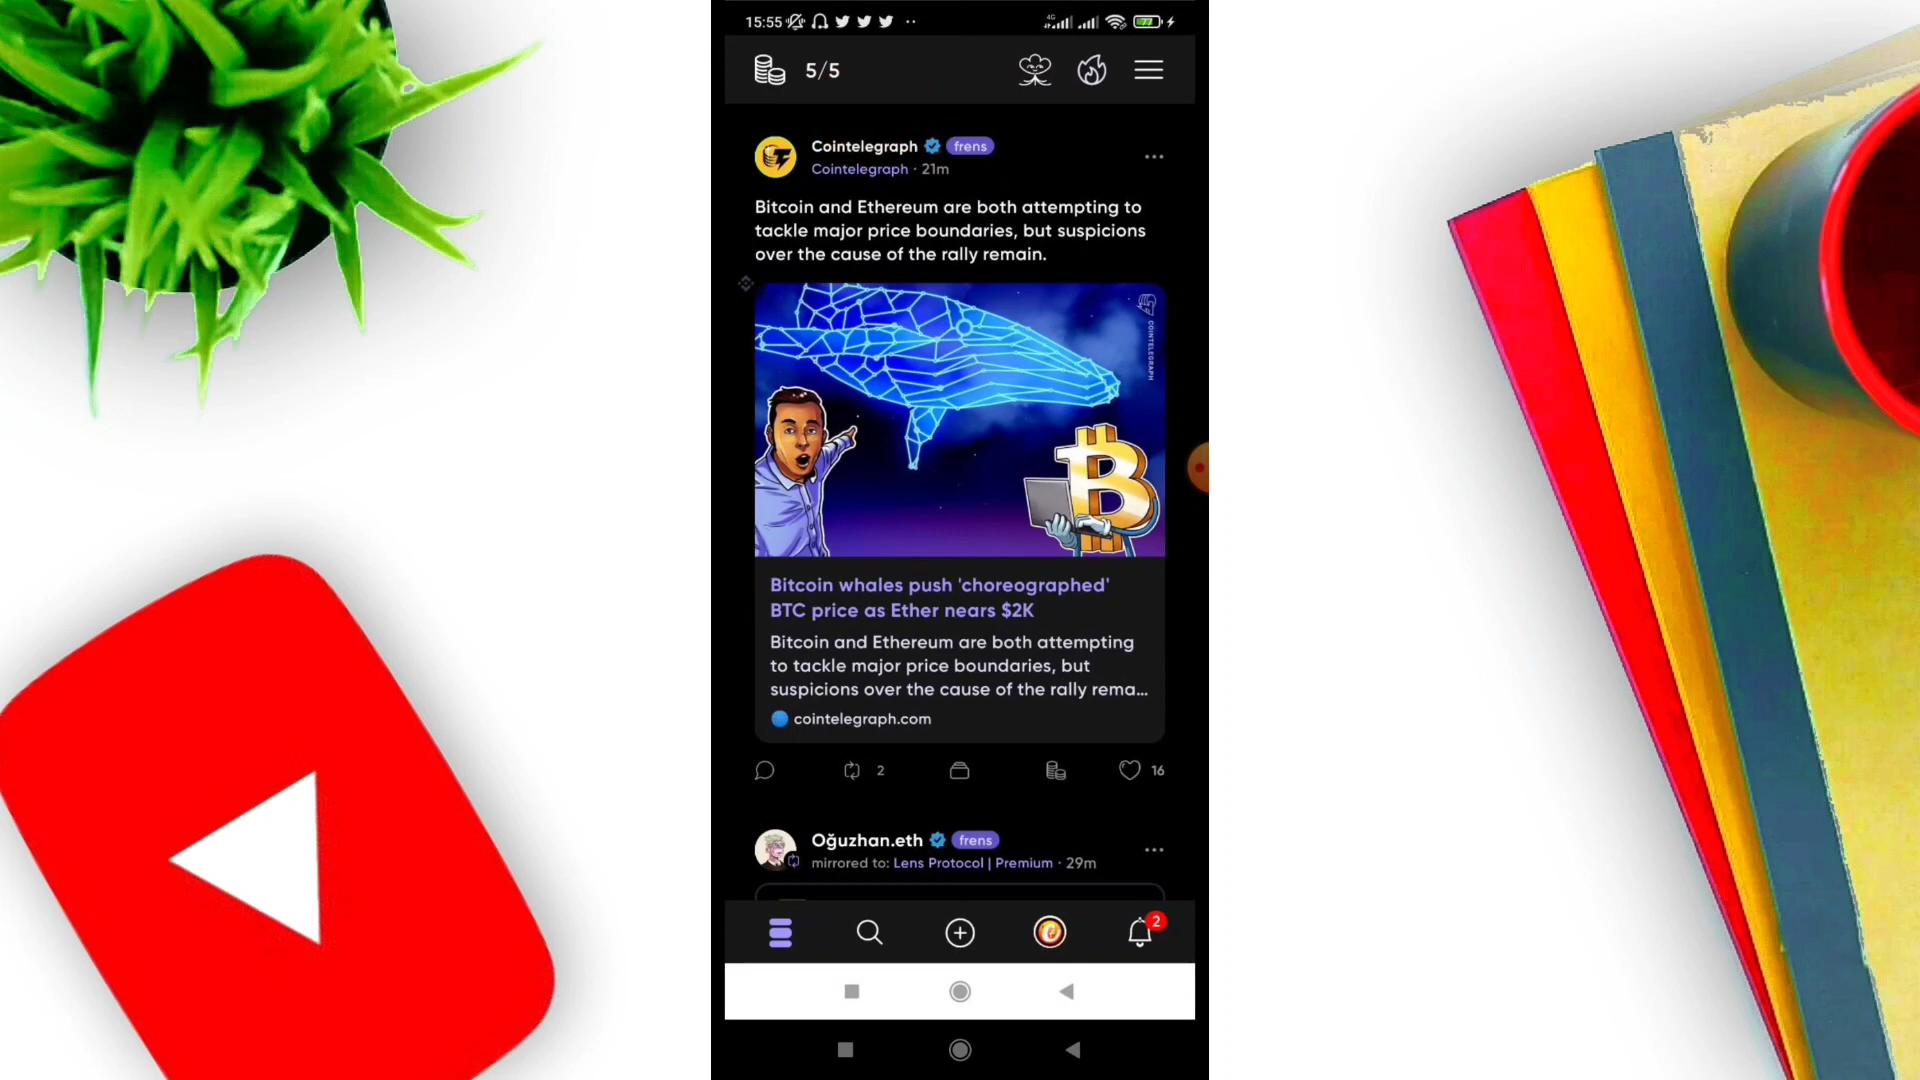 15:55
4G
77
5/5
Cointelegraph frens
Cointelegraph · 21m
Bitcoin and Ethereum are both attempting to
tackle major price boundaries, but suspicions
over the cause of the rally remain.
COINTELEGRAPH
Bitcoin whales push 'choreographed'
BTC price as Ether nears $2K
Bitcoin and Ethereum are both attempting
to tackle major price boundaries, but
suspicions over the cause of the rally rema...
cointelegraph.com
2
16
Oğuzhan.eth frens
mirrored to: Lens Protocol | Premium · 29m
2